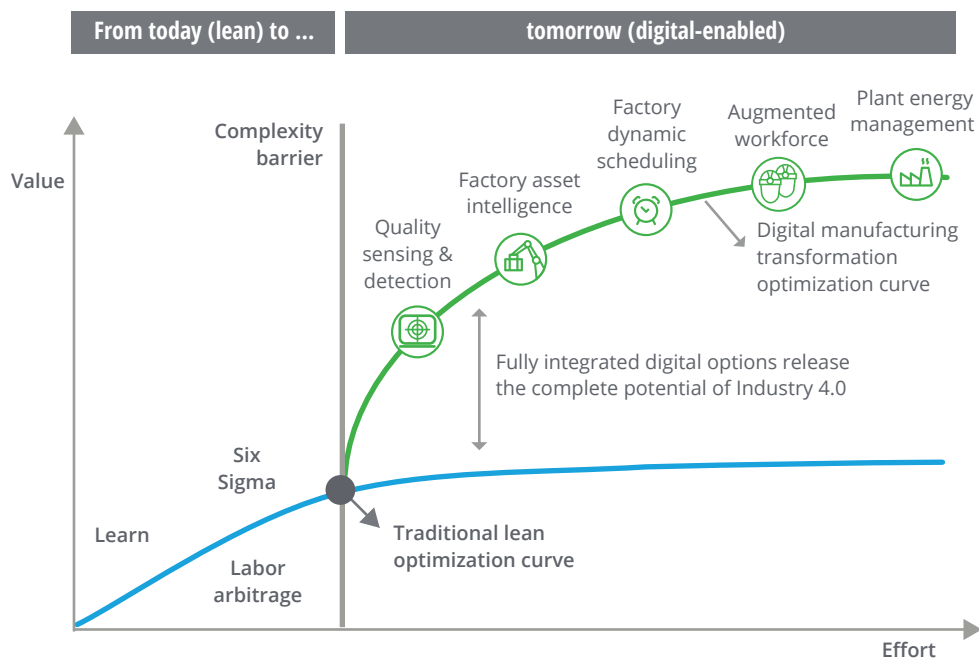 From today (lean) to ...
tomorrow (digital-enabled)
Value
Complexity
barrier
Quality
sensing &
detection
Factory asset
intelligence
Factory
dynamic
scheduling
Augmented
workforce
Plant energy
management
Digital manufacturing
transformation
optimization curve
Fully integrated digital options release
the complete potential of Industry 4.0
Six
Sigma
Learn
Labor
arbitrage
Traditional lean
optimization curve
Effort